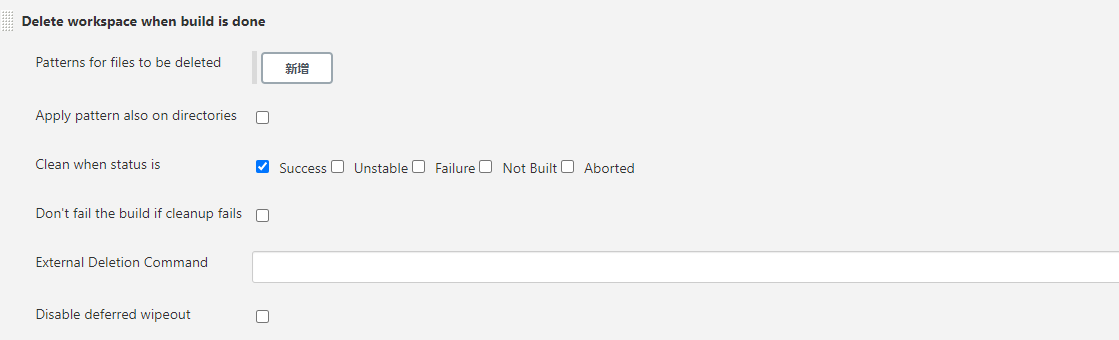 Delete workspace when build is done
Patterns for files to be deleted
新增
Apply pattern also on directories
Clean when status is
Success Unstable Failure Not Built Aborted
Don't fail the build if cleanup fails
External Deletion Command
Disable deferred wipeout